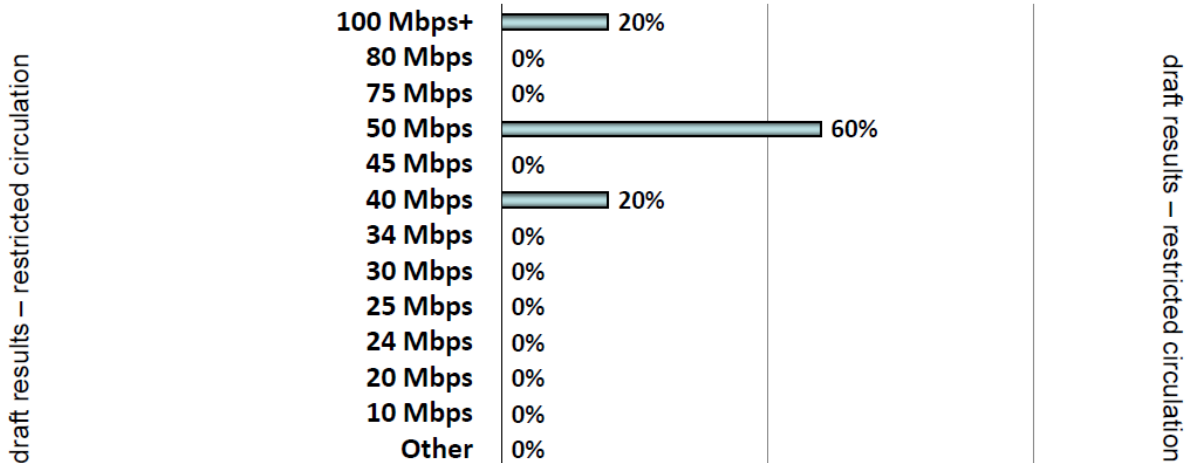 draft results – restricted circulation
100 Mbps+ 20%
80 Mbps 0%
75 Mbps 0%
50 Mbps 60%
45 Mbps 0%
40 Mbps 20%
34 Mbps 0%
30 Mbps 0%
25 Mbps 0%
24 Mbps 0%
20 Mbps 0%
10 Mbps 0%
Other 0%
draft results – restricted circulation